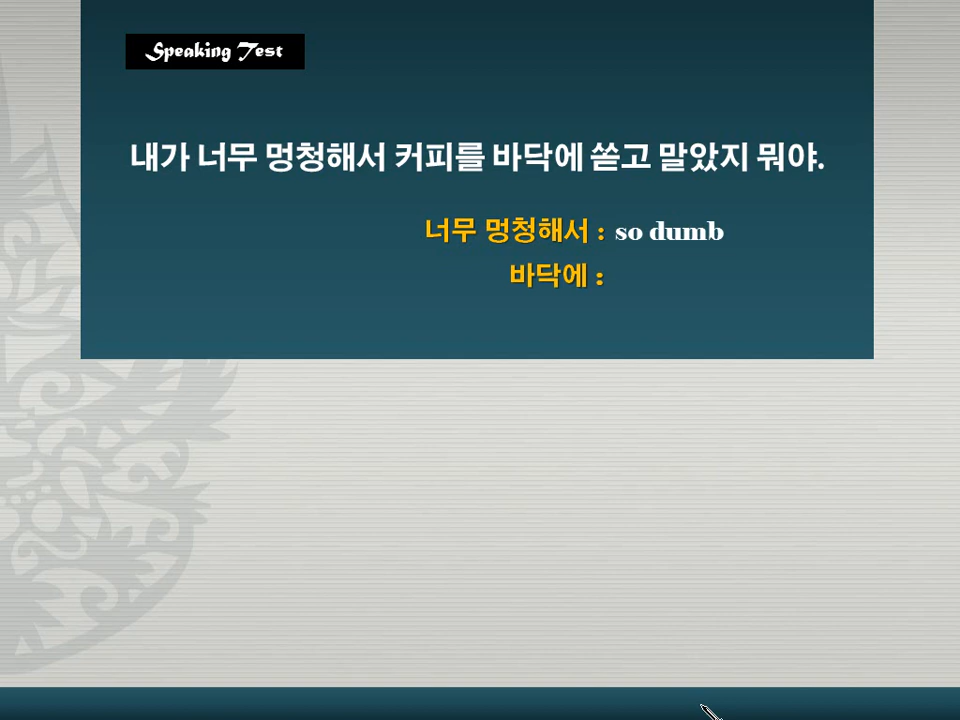 Speaking Test
내가 너무 멍청해서 커피를 바닥에 쏟고 말았지 뭐야.
너무 멍청해서 : so dumb
바닥에 :